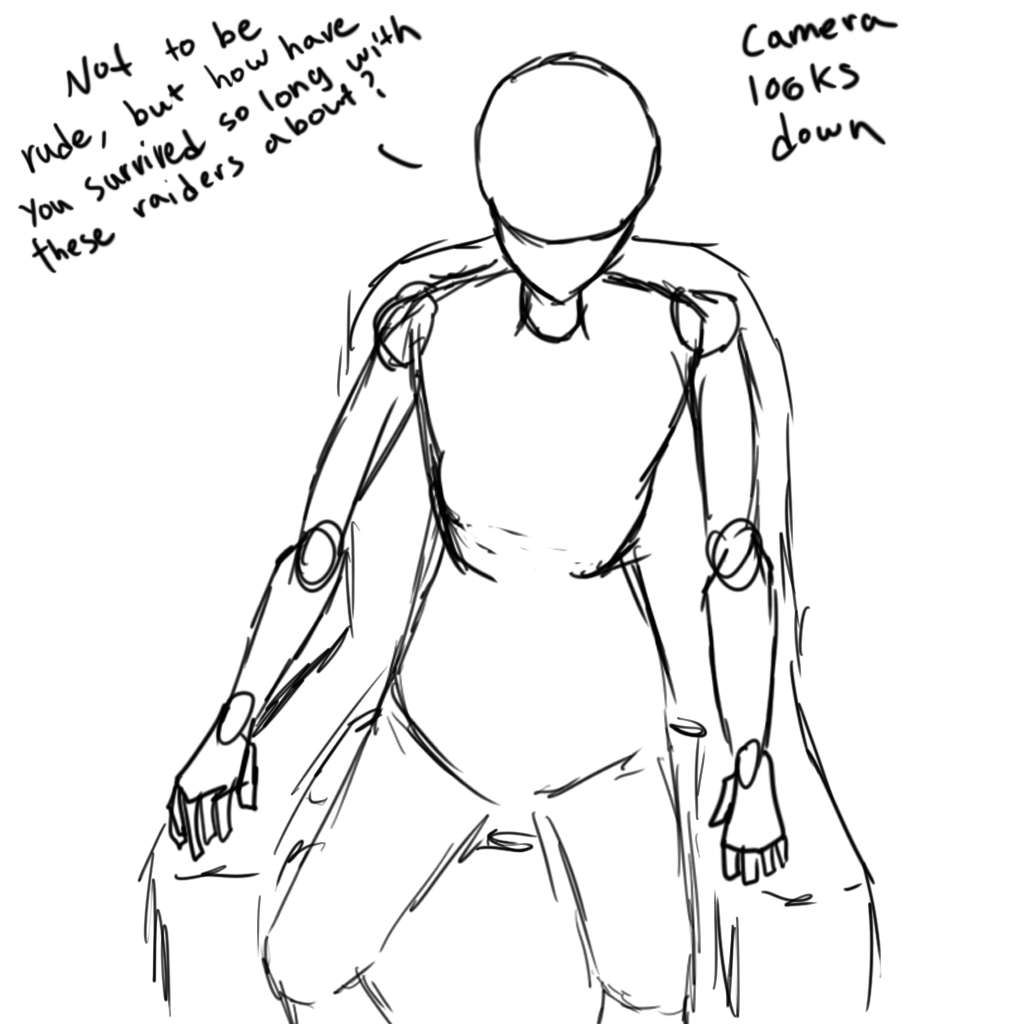 Not to be
rude, but how have
you survived so long with
these raiders about?
Camera
looks
down